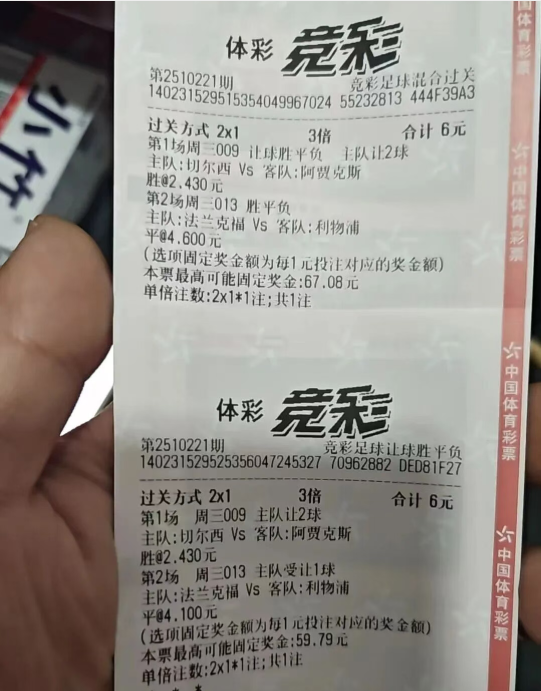 小竹
体彩 竞彩
第2510221期 竞彩足球混合过关
140231529515354049967024 55232813 444F39A3
过关方式 2x1 3倍 合计 6元
第1场周三009 让球胜平负 主队让2球
主队:切尔西 Vs 客队:阿贾克斯
胜@2.430元
第2场周三013 胜平负
主队:法兰克福 Vs 客队:利物浦
平@4.600元
(选项固定奖金额为每1元投注对应的奖金额)
本票最高可能固定奖金:67.08元
单倍注数:2x1*1注;共1注
体彩 竞彩
第2510221期 竞彩足球让球胜平负
140231529525356047245327 70962882 DED81F27
过关方式 2x1 3倍 合计 6元
第1场 周三009 主队让2球
主队:切尔西 Vs 客队:阿贾克斯
胜@2.430元
第2场 周三013 主队受让1球
主队:法兰克福 Vs 客队:利物浦
平@4.100元
(选项固定奖金额为每1元投注对应的奖金额)
本票最高可能固定奖金:59.79元
单倍注数:2x1*1注;共1注
国体育彩票
中国体育彩票
中国体育彩票
中国体育彩票